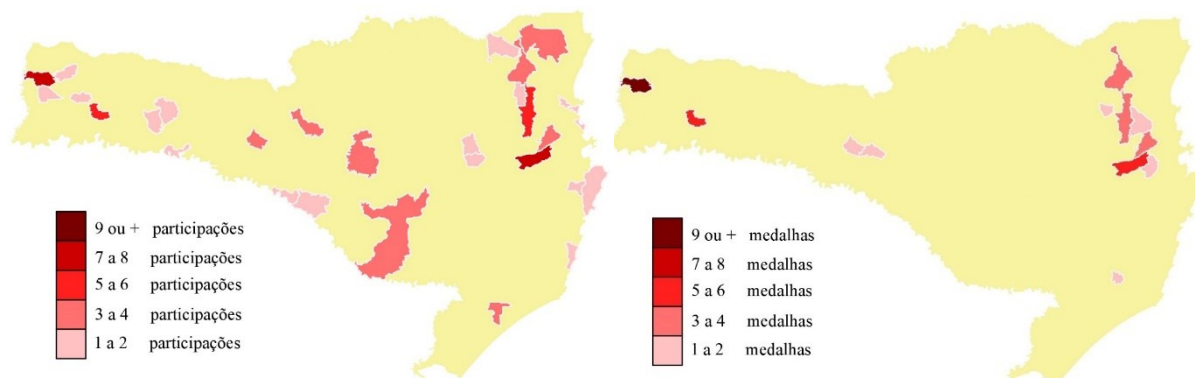 9 ou + participações
7 a 8 participações
5 a 6 participações
3 a 4 participações
1 a 2 participações
9 ou + medalhas
7 a 8 medalhas
5 a 6 medalhas
3 a 4 medalhas
1 a 2 medalhas